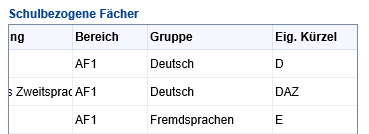 Schulbezogene Fächer
ng Bereich Gruppe Eig. Kürzel
AF1 Deutsch D
s Zweitsprac AF1 Deutsch DAZ
AF1 Fremdsprachen E